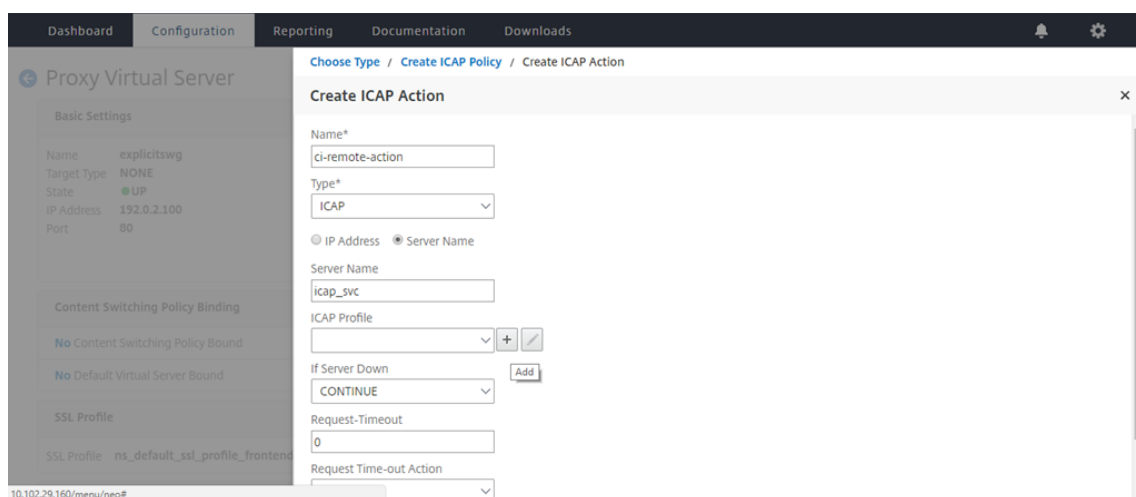 Dashboard Configuration Reporting Documentation Downloads
Proxy Virtual Server
Basic Settings
Name explicitswg
Target Type NONE
State UP
IP Address 192.0.2.100
Port 80
Content Switching Policy Binding
No Content Switching Policy Bound
No Default Virtual Server Bound
SSL Profile
SSL Profile ns_default_ssl_profile_frontend
10.102.29.160/menu/neo#
Choose Type / Create ICAP Policy / Create ICAP Action
Create ICAP Action
Name*
ci-remote-action
Type*
ICAP
IP Address Server Name
Server Name
icap_svc
ICAP Profile
If Server Down
Add
CONTINUE
Request-Timeout
0
Request Time-out Action